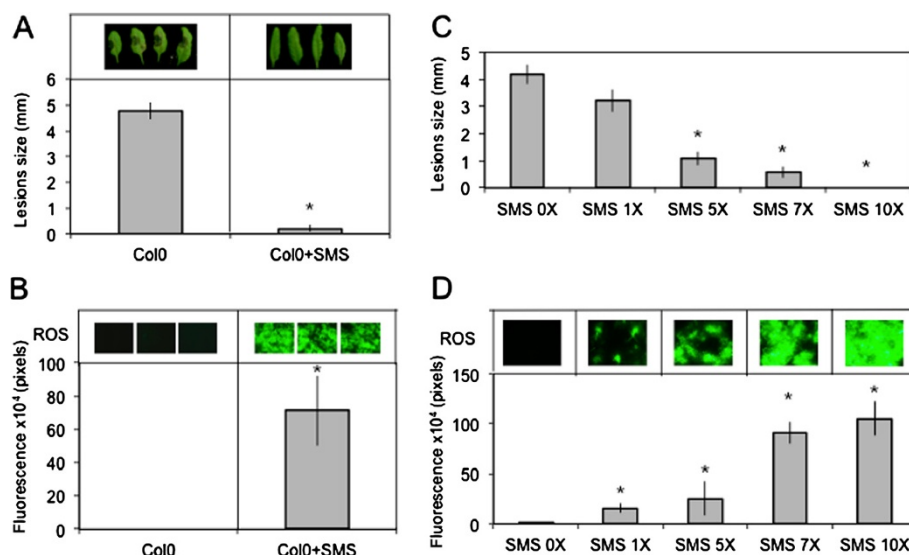 A
Lesions size (mm)
6
5
4
3
2
1
0
*
Col0
Col0+SMS
B
ROS
Fluorescence x10⁴ (pixels)
100
80
60
40
20
0
*
Col0
Col0+SMS
C
Lesions size (mm)
5
4
3
2
1
0
* * *
SMS 0X SMS 1X SMS 5X SMS 7X SMS 10X
D
ROS
Fluorescence x10⁴ (pixels)
150
100
50
0
* * * *
SMS 0X SMS 1X SMS 5X SMS 7X SMS 10X